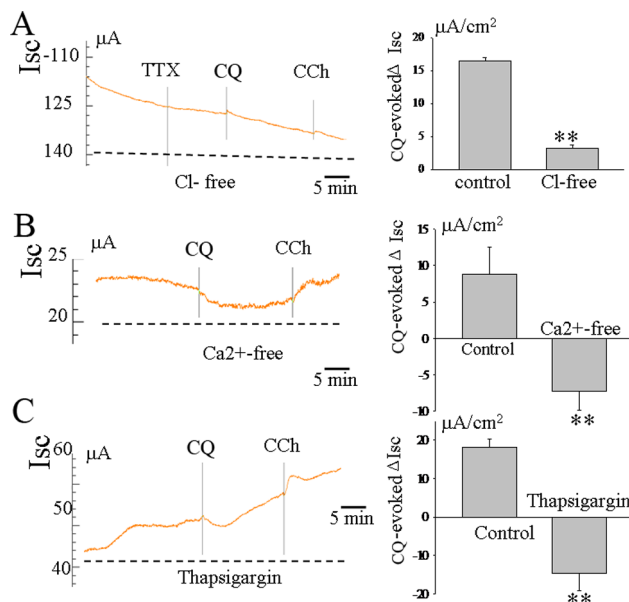 A
Isc
μA
-110
125
140
TTX
CQ
CCh
Cl- free
5 min
μA/cm²
CQ-evokedΔ Isc
20
15
10
5
0
**
control
Cl-free
B
Isc
μA
25
20
CQ
CCh
Ca2+-free
5 min
μA/cm²
CQ-evoked Δ Isc
10
5
0
-5
-10
Control
Ca2+-free
**
C
Isc
μA
60
50
40
CQ
CCh
5 min
Thapsigargin
μA/cm²
CQ-evoked ΔIsc
20
10
0
-10
-20
Thapsigargin
Control
**